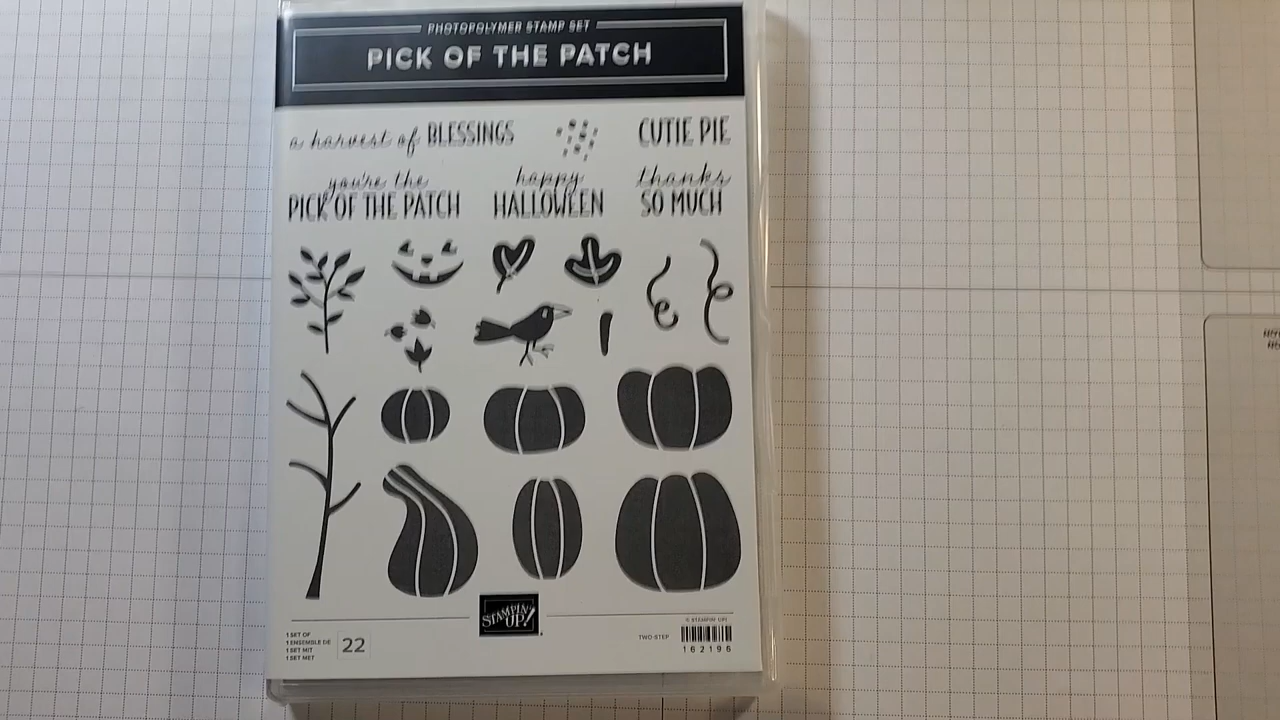 PHOTOPOLYMER STAMP SET
PICK OF THE PATCH
a harvest of BLESSINGS
CUTIE PIE
you're the
PICK OF THE PATCH
happy
HALLOWEEN
thanks
SO MUCH
STAMPIN' UP!
1 SET OF
1 ENSEMBLE DE
1 SET MIT
1 SET MET
22
TWO-STEP
© STAMPIN' UP!
162196